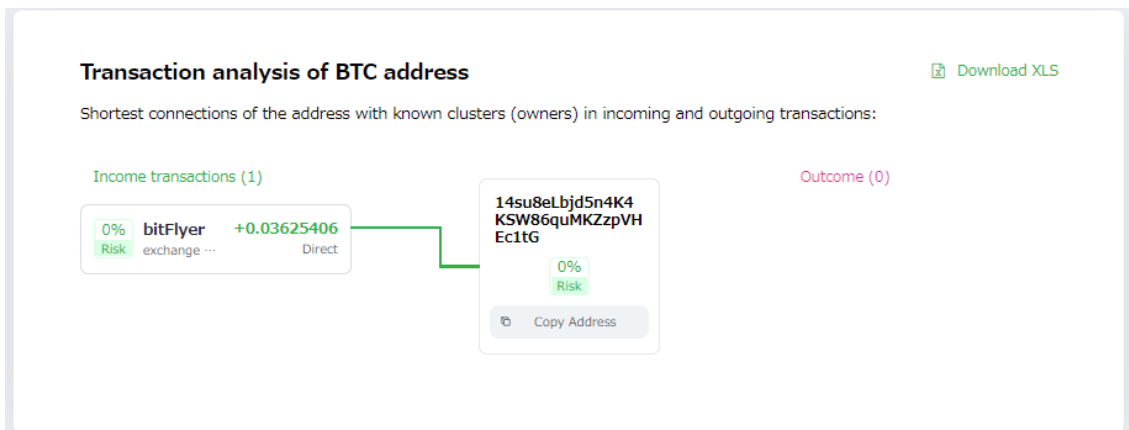 Transaction analysis of BTC address
Download XLS
Shortest connections of the address with known clusters (owners) in incoming and outgoing transactions:
Income transactions (1)
Outcome (0)
0%
Risk
bitFlyer
+0.03625406
exchange ···
Direct
14su8eLbjd5n4K4
KSW86quMKZzpVH
Ec1tG
0%
Risk
Copy Address